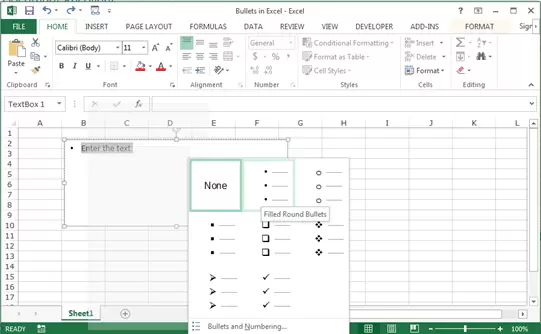 Bullets in Excel - Excel
FILE HOME INSERT PAGE LAYOUT FORMULAS DATA REVIEW VIEW DEVELOPER ADD-INS FORMAT Sign
Calibri (Body) 11 General Conditional Formatting Insert
Paste B I U $ % Format as Table Delete
Cell Styles Format
Clipboard Font Alignment Number Styles Cells Editing
TextBox 1 fx
A B C D E F G H I J K L
1
2
• Enter the text
3
4
None
5
6
Filled Round Bullets
7
8
9
10
11
12
13
14
15
16
17
Bullets and Numbering...
Sheet1
READY 100%